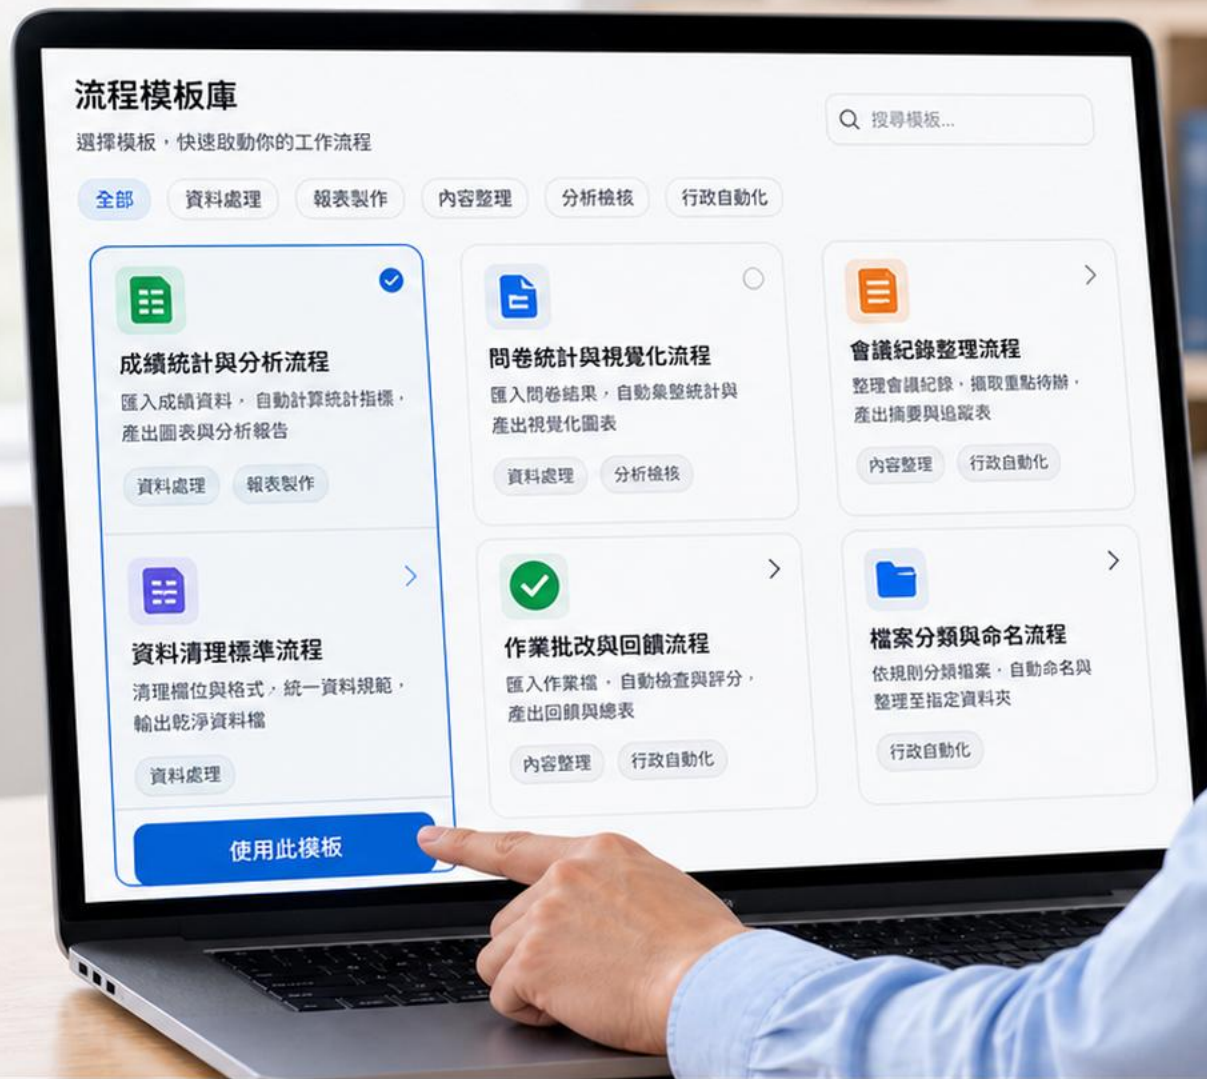 流程模板庫
選擇模板，快速啟動你的工作流程
搜尋模板...
全部
資料處理
報表製作
內容整理
分析檢核
行政自動化
成績統計與分析流程
匯入成績資料，自動計算統計指標，
產出圖表與分析報告
資料處理
報表製作
問卷統計與視覺化流程
匯入問卷結果，自動彙整統計與
產出視覺化圖表
資料處理
分析檢核
會議紀錄整理流程
整理會議紀錄，擷取重點待辦，
產出摘要與追蹤表
內容整理
行政自動化
資料清理標準流程
清理欄位與格式，統一資料規範，
輸出乾淨資料檔
資料處理
作業批改與回饋流程
匯入作業檔，自動檢查與評分，
產出回饋與總表
內容整理
行政自動化
檔案分類與命名流程
依規則分類檔案，自動命名與
整理至指定資料夾
行政自動化
使用此模板